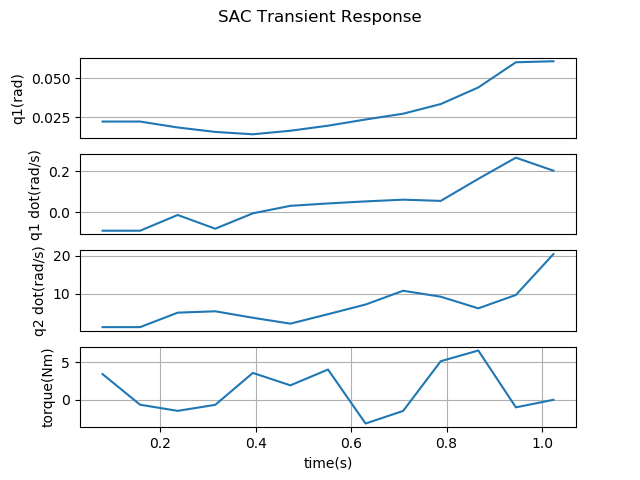 SAC Transient Response
q1(rad)
0.050
0.025
q1 dot(rad/s)
0.2
0.0
q2 dot(rad/s)
20
10
torque(Nm)
5
0
0.2 0.4 0.6 0.8 1.0
time(s)